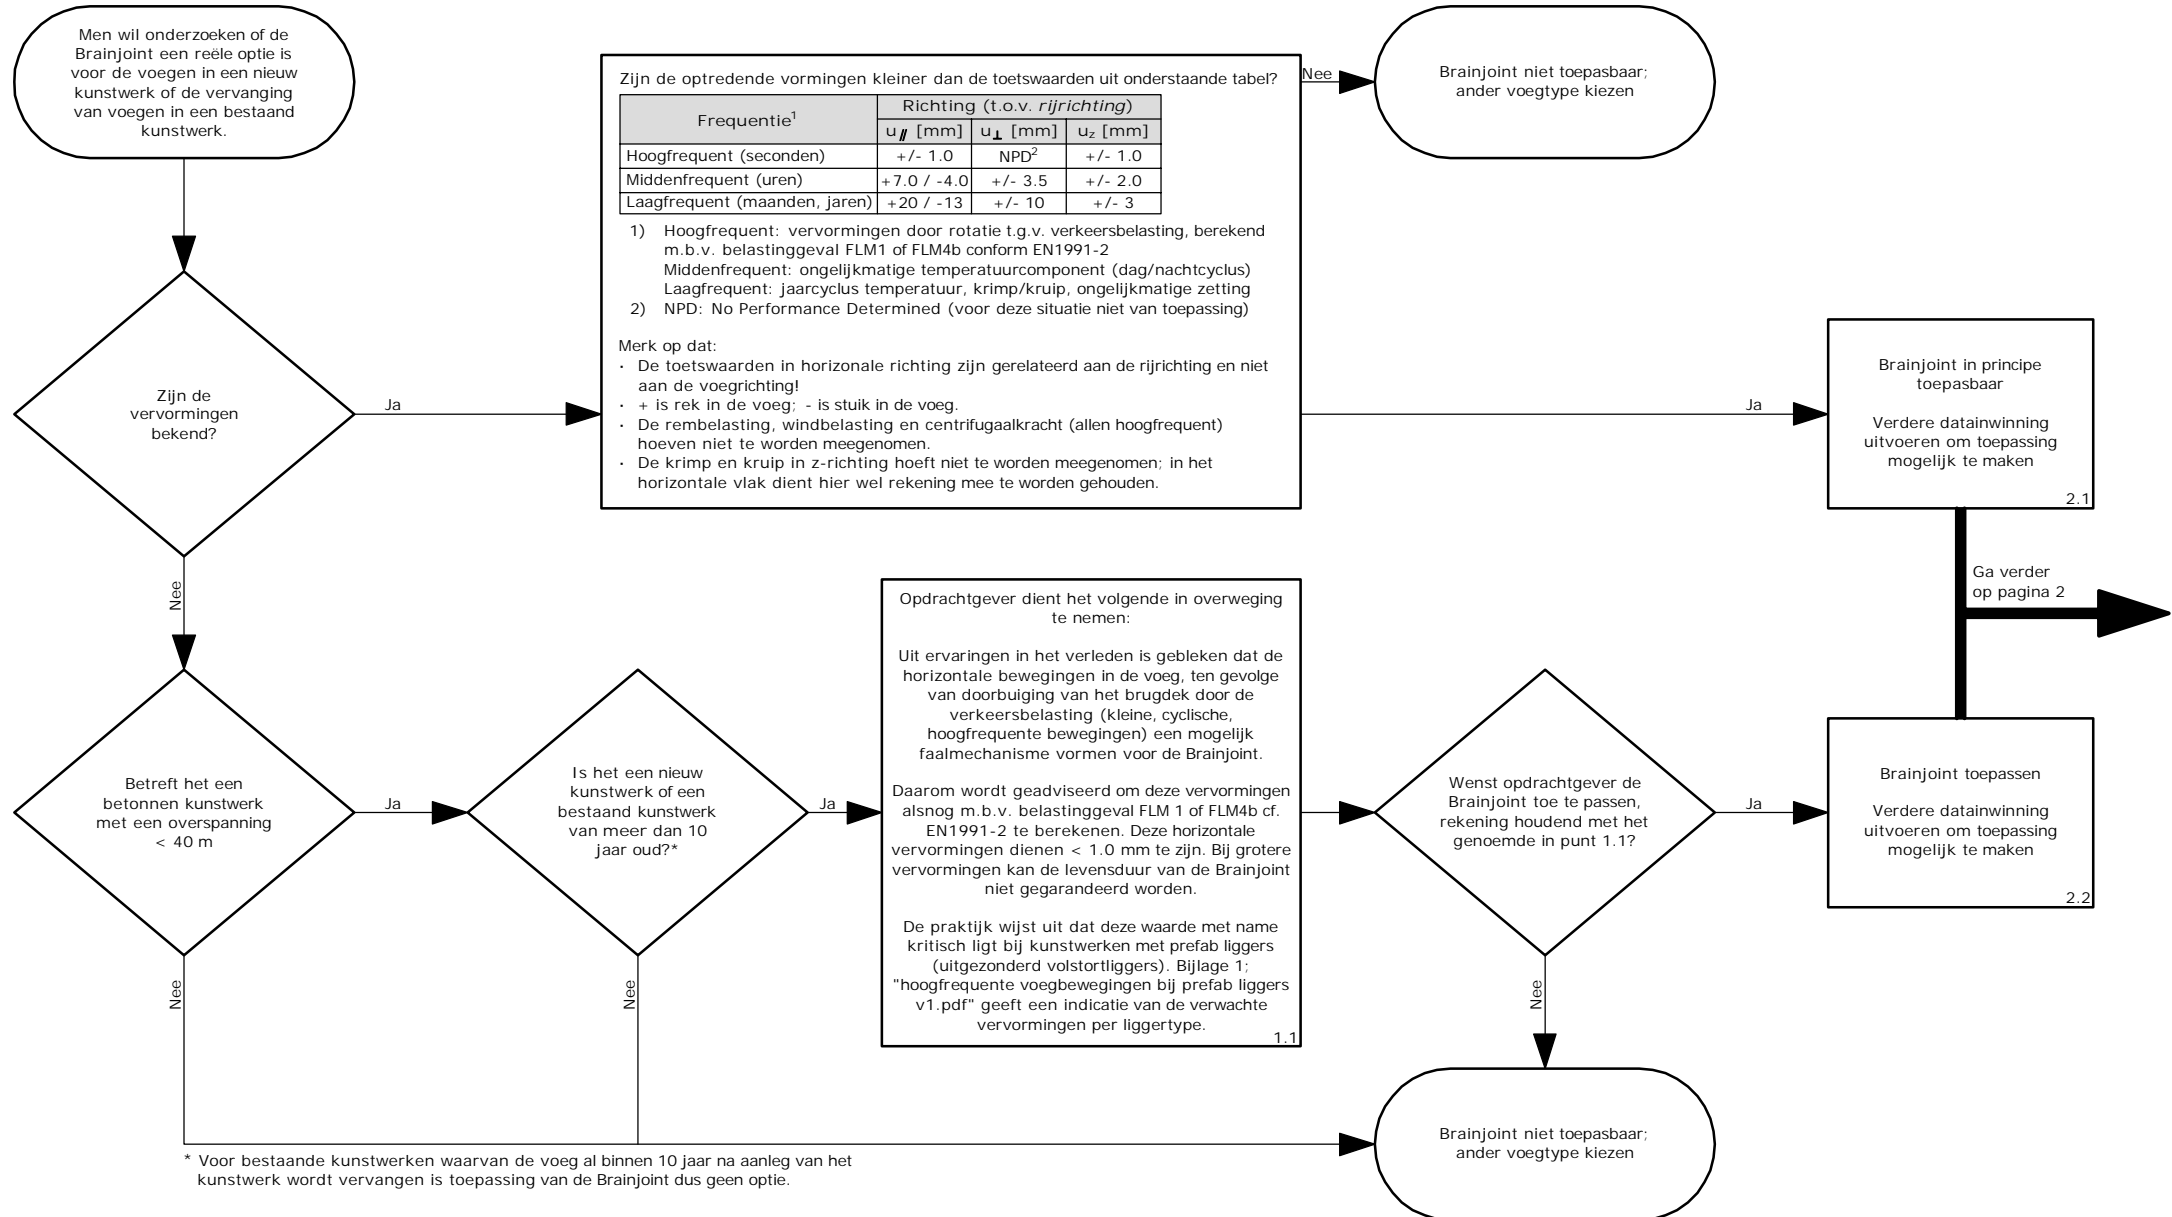 Men wil onderzoeken of de
Brainjoint een reële optie is
voor de voegen in een nieuw
kunstwerk of de vervanging
van voegen in een bestaand
kunstwerk.
Zijn de optredende vormingen kleiner dan de toetswaarden uit onderstaande tabel?
Frequentie1
Richting (t.o.v. rijrichting)
u// [mm] u⊥ [mm] uz [mm]
Hoogfrequent (seconden) +/- 1.0 NPD2 +/- 1.0
Middenfrequent (uren) +7.0 / -4.0 +/- 3.5 +/- 2.0
Laagfrequent (maanden, jaren) +20 / -13 +/- 10 +/- 3
1) Hoogfrequent: vervormingen door rotatie t.g.v. verkeersbelasting, berekend
m.b.v. belastinggeval FLM1 of FLM4b conform EN1991-2
Middenfrequent: ongelijkmatige temperatuurcomponent (dag/nachtcyclus)
Laagfrequent: jaarcyclus temperatuur, krimp/kruip, ongelijkmatige zetting
2) NPD: No Performance Determined (voor deze situatie niet van toepassing)
Merk op dat:
· De toetswaarden in horizonale richting zijn gerelateerd aan de rijrichting en niet
aan de voegrichting!
· + is rek in de voeg; - is stuik in de voeg.
· De rembelasting, windbelasting en centrifugaalkracht (allen hoogfrequent)
hoeven niet te worden meegenomen.
· De krimp en kruip in z-richting hoeft niet te worden meegenomen; in het
horizontale vlak dient hier wel rekening mee te worden gehouden.
Nee
Brainjoint niet toepasbaar;
ander voegtype kiezen
Zijn de
vervormingen
bekend?
Ja
Ja
Brainjoint in principe
toepasbaar
Verdere datainwinning
uitvoeren om toepassing
mogelijk te maken
2.1
Ga verder
op pagina 2
Nee
Betreft het een
betonnen kunstwerk
met een overspanning
< 40 m
Ja
Is het een nieuw
kunstwerk of een
bestaand kunstwerk
van meer dan 10
jaar oud?*
Ja
Opdrachtgever dient het volgende in overweging
te nemen:
Uit ervaringen in het verleden is gebleken dat de
horizontale bewegingen in de voeg, ten gevolge
van doorbuiging van het brugdek door de
verkeersbelasting (kleine, cyclische,
hoogfrequente bewegingen) een mogelijk
faalmechanisme vormen voor de Brainjoint.
Daarom wordt geadviseerd om deze vervormingen
alsnog m.b.v. belastinggeval FLM 1 of FLM4b cf.
EN1991-2 te berekenen. Deze horizontale
vervormingen dienen < 1.0 mm te zijn. Bij grotere
vervormingen kan de levensduur van de Brainjoint
niet gegarandeerd worden.
De praktijk wijst uit dat deze waarde met name
kritisch ligt bij kunstwerken met prefab liggers
(uitgezonderd volstortliggers). Bijlage 1;
"hoogfrequente voegbewegingen bij prefab liggers
v1.pdf" geeft een indicatie van de verwachte
vervormingen per liggertype.
1.1
Wenst opdrachtgever de
Brainjoint toe te passen,
rekening houdend met het
genoemde in punt 1.1?
Ja
Brainjoint toepassen
Verdere datainwinning
uitvoeren om toepassing
mogelijk te maken
2.2
Nee
Nee
Nee
Brainjoint niet toepasbaar;
ander voegtype kiezen
* Voor bestaande kunstwerken waarvan de voeg al binnen 10 jaar na aanleg van het
kunstwerk wordt vervangen is toepassing van de Brainjoint dus geen optie.